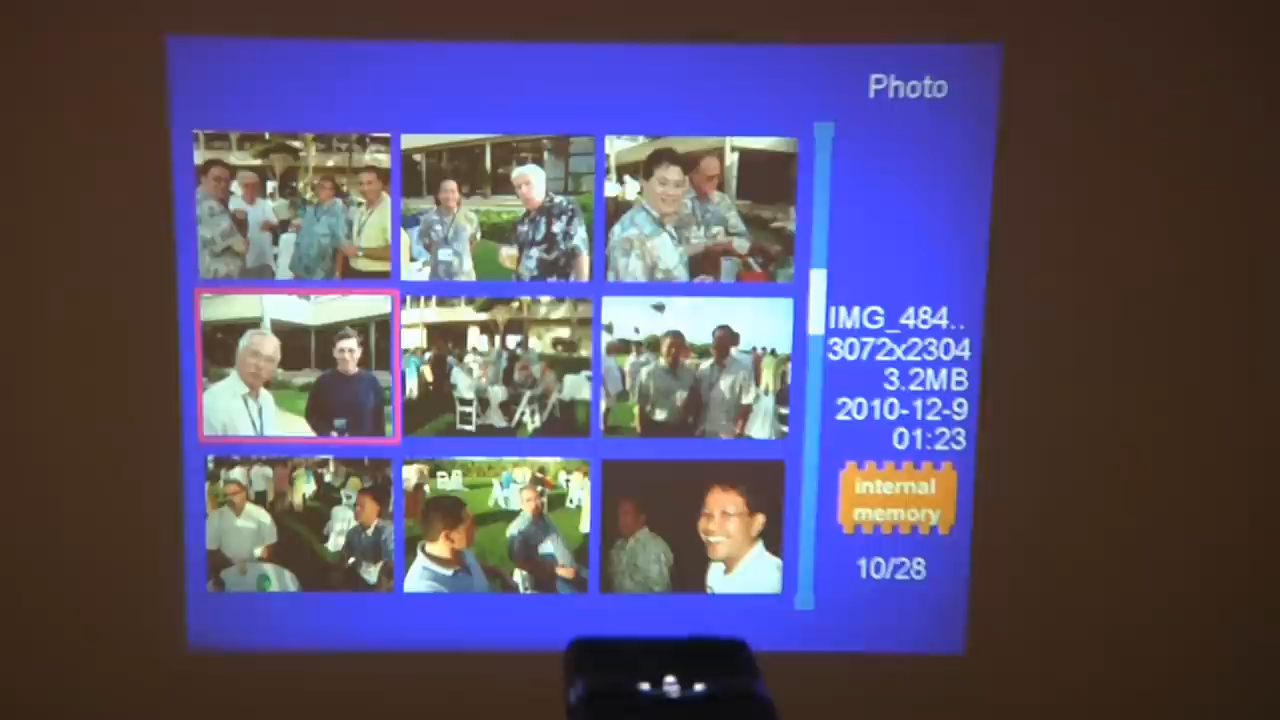 Photo
IMG_484..
3072x2304
3.2MB
2010-12-9
01:23
internal
memory
10/28